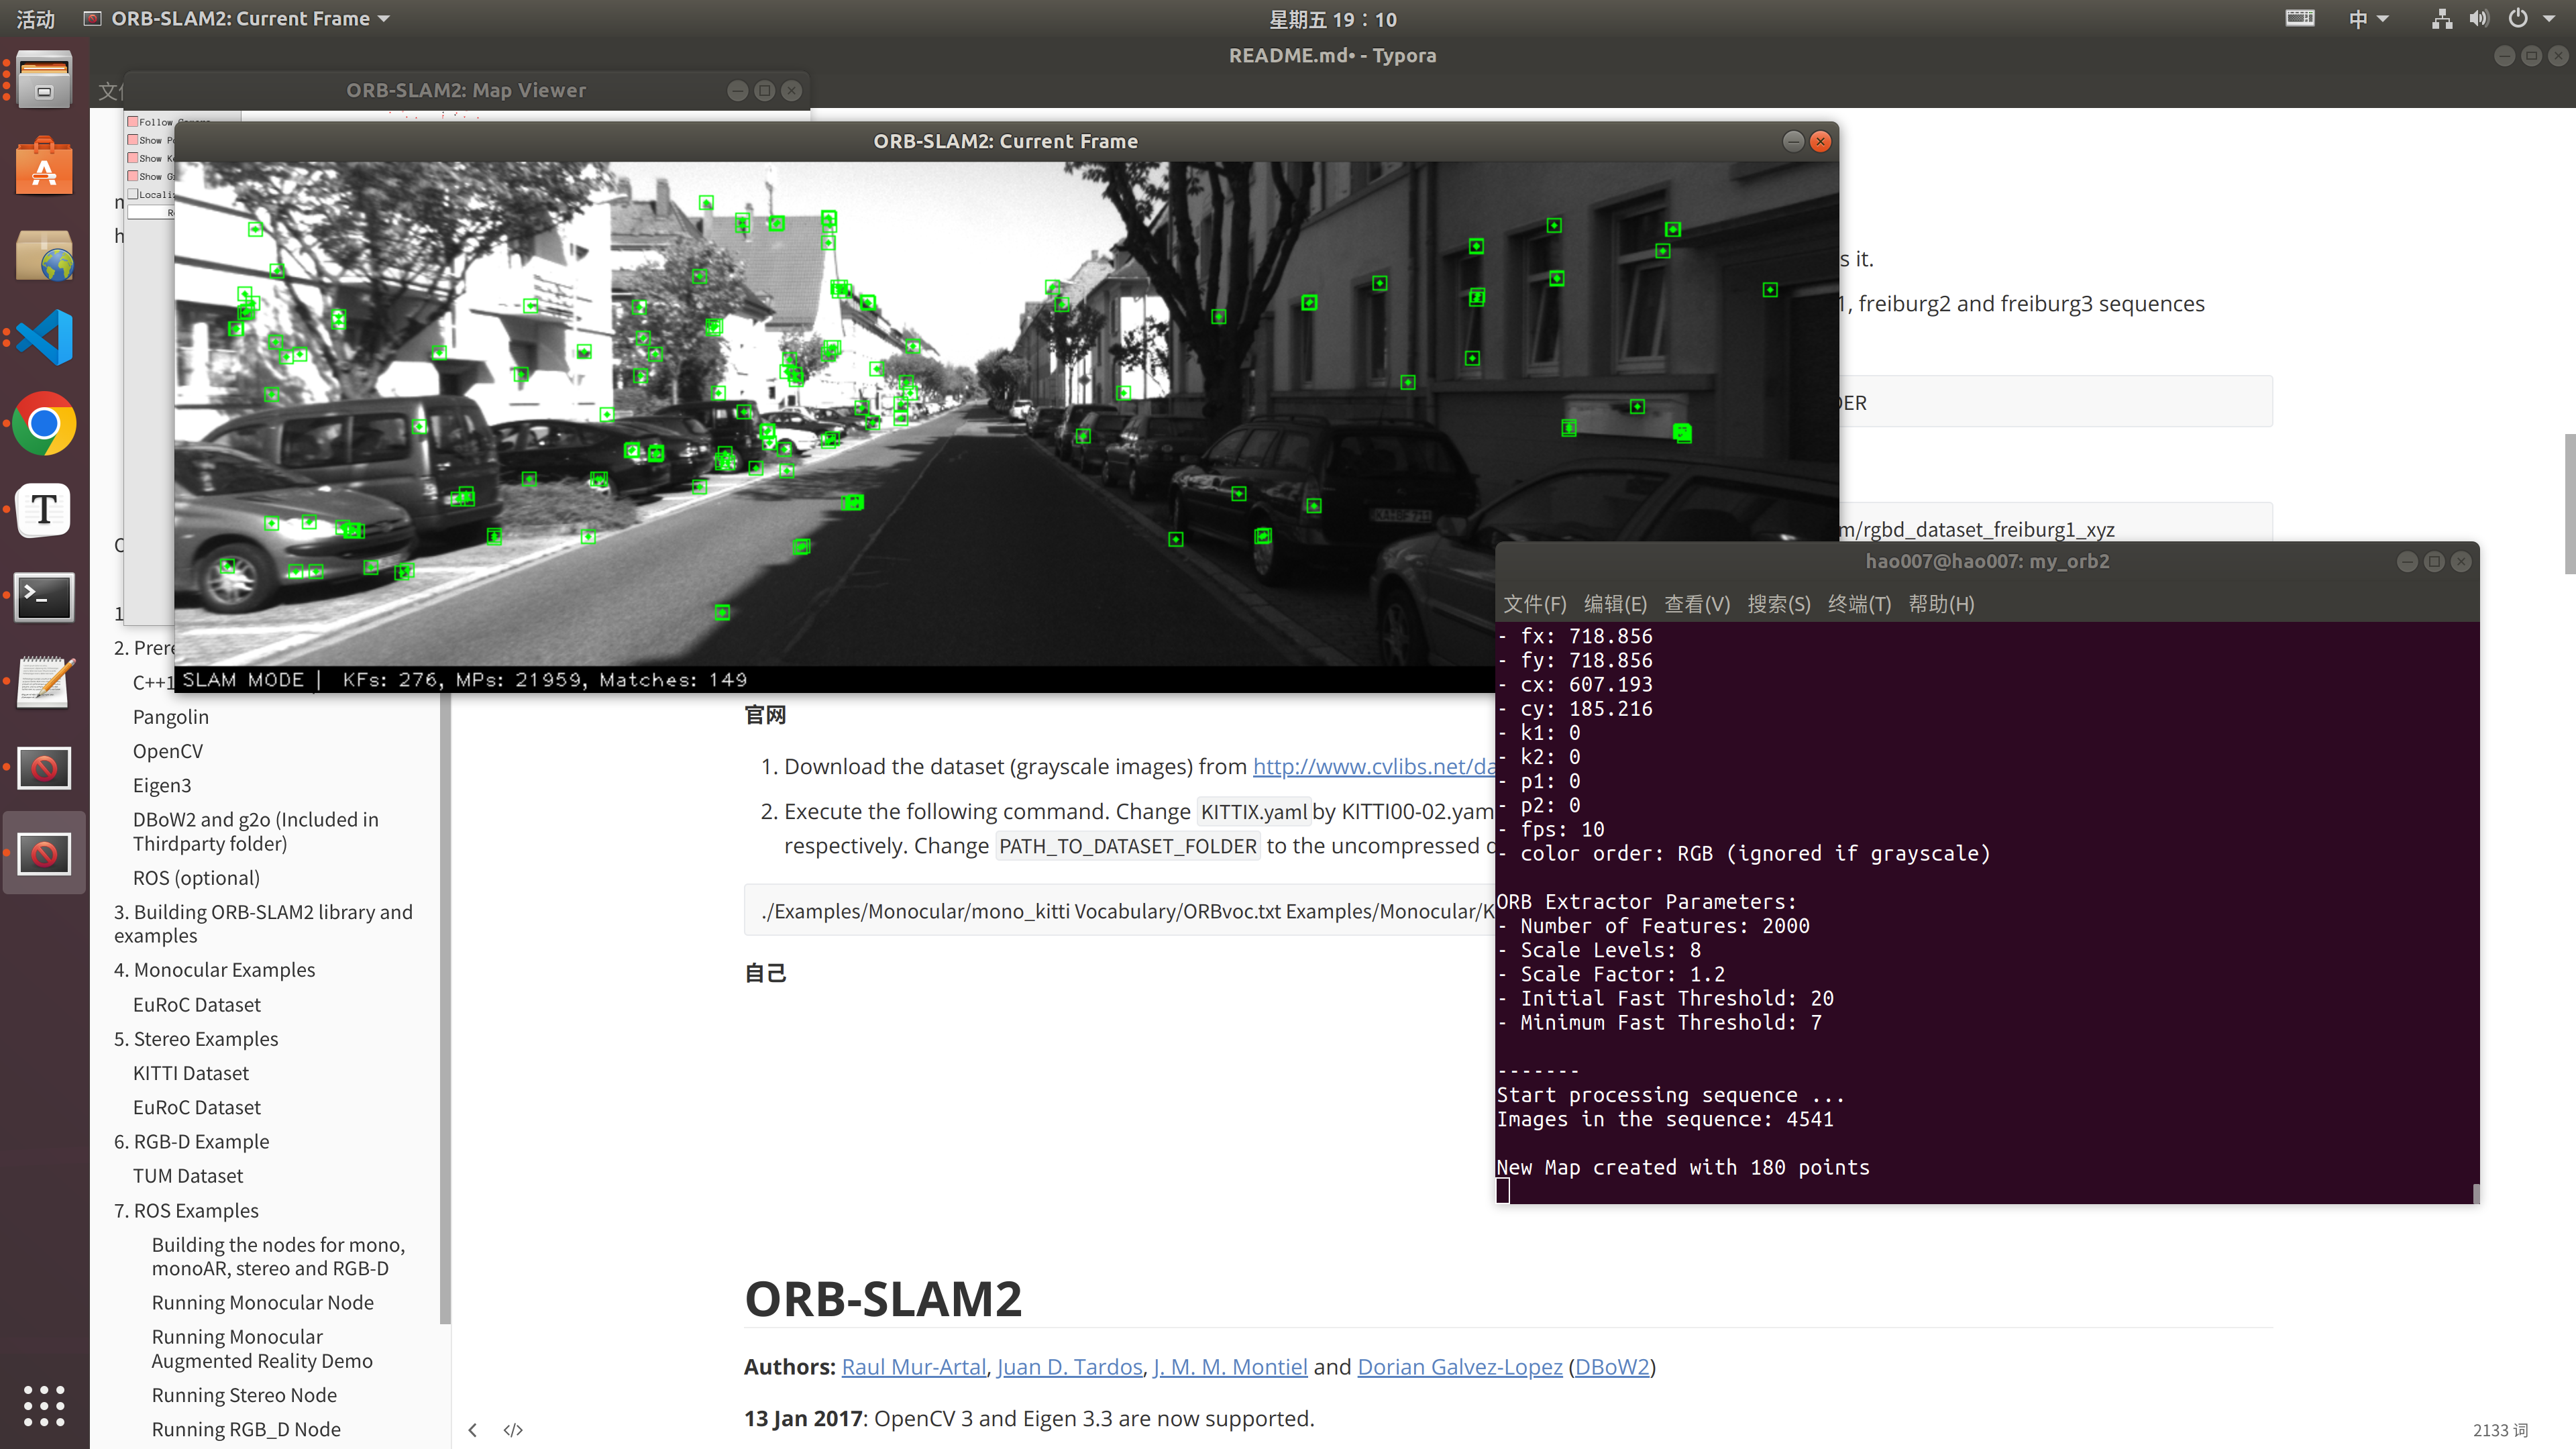 活动
ORB-SLAM2: Current Frame
星期五 19：10
中
README.md• - Typora
ORB-SLAM2: Map Viewer
Follow Camera
ORB-SLAM2: Current Frame
s it.
1, freiburg2 and freiburg3 sequences
DER
m/rgbd_dataset_freiburg1_xyz
SLAM MODE |  KFs: 276, MPs: 21959, Matches: 149
hao007@hao007: my_orb2
文件(F) 编辑(E) 查看(V) 搜索(S) 终端(T) 帮助(H)
- fx: 718.856
- fy: 718.856
- cx: 607.193
- cy: 185.216
- k1: 0
- k2: 0
- p1: 0
- p2: 0
- fps: 10
- color order: RGB (ignored if grayscale)
ORB Extractor Parameters:
- Number of Features: 2000
- Scale Levels: 8
- Scale Factor: 1.2
- Initial Fast Threshold: 20
- Minimum Fast Threshold: 7
-------
Start processing sequence ...
Images in the sequence: 4541
New Map created with 180 points
2. Prere
C++1
Pangolin
OpenCV
Eigen3
DBoW2 and g2o (Included in
Thirdparty folder)
ROS (optional)
3. Building ORB-SLAM2 library and
examples
4. Monocular Examples
EuRoC Dataset
5. Stereo Examples
KITTI Dataset
EuRoC Dataset
6. RGB-D Example
TUM Dataset
7. ROS Examples
Building the nodes for mono,
monoAR, stereo and RGB-D
Running Monocular Node
Running Monocular
Augmented Reality Demo
Running Stereo Node
Running RGB_D Node
官网
1. Download the dataset (grayscale images) from http://www.cvlibs.net/da
2. Execute the following command. Change KITTIX.yaml by KITTI00-02.yam
respectively. Change PATH_TO_DATASET_FOLDER to the uncompressed d
./Examples/Monocular/mono_kitti Vocabulary/ORBvoc.txt Examples/Monocular/K
自己
ORB-SLAM2
Authors: Raul Mur-Artal, Juan D. Tardos, J. M. M. Montiel and Dorian Galvez-Lopez (DBoW2)
13 Jan 2017: OpenCV 3 and Eigen 3.3 are now supported.
2133 词